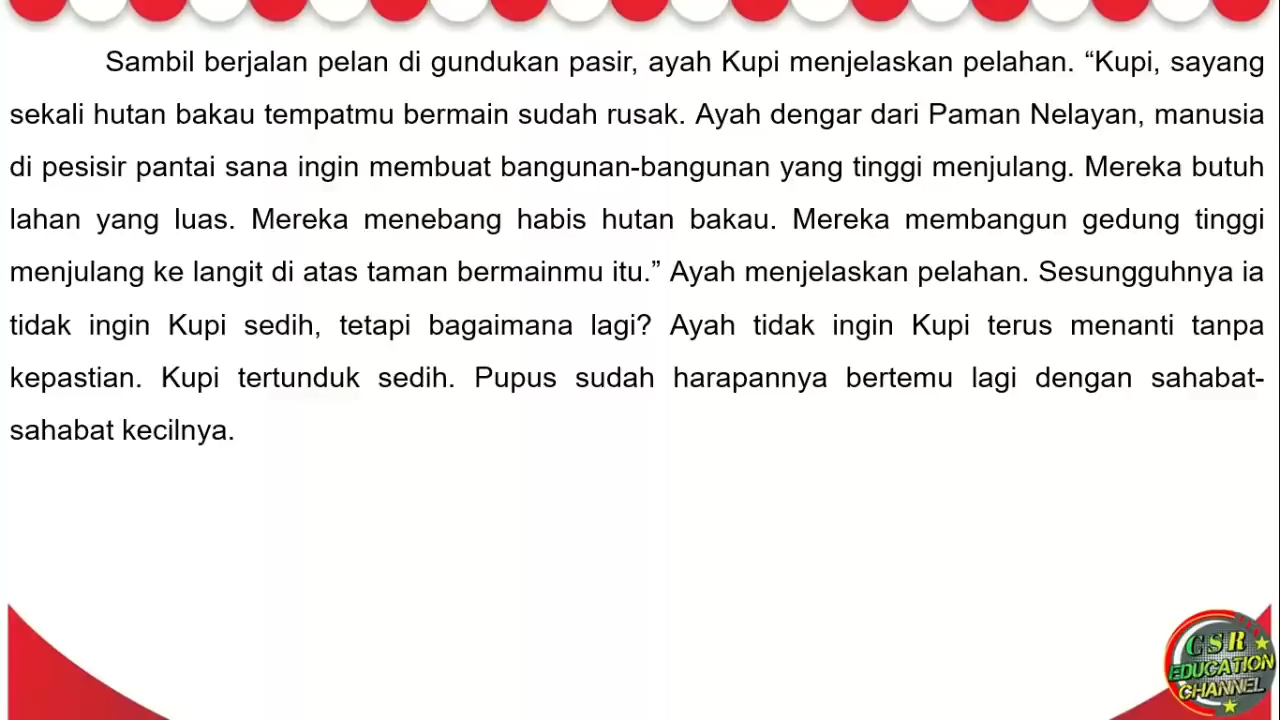 Sambil berjalan pelan di gundukan pasir, ayah Kupi menjelaskan pelahan. “Kupi, sayang
sekali hutan bakau tempatmu bermain sudah rusak. Ayah dengar dari Paman Nelayan, manusia
di pesisir pantai sana ingin membuat bangunan-bangunan yang tinggi menjulang. Mereka butuh
lahan yang luas. Mereka menebang habis hutan bakau. Mereka membangun gedung tinggi
menjulang ke langit di atas taman bermainmu itu.” Ayah menjelaskan pelahan. Sesungguhnya ia
tidak ingin Kupi sedih, tetapi bagaimana lagi? Ayah tidak ingin Kupi terus menanti tanpa
kepastian. Kupi tertunduk sedih. Pupus sudah harapannya bertemu lagi dengan sahabat-
sahabat kecilnya.
CSR
EDUCATION
CHANNEL